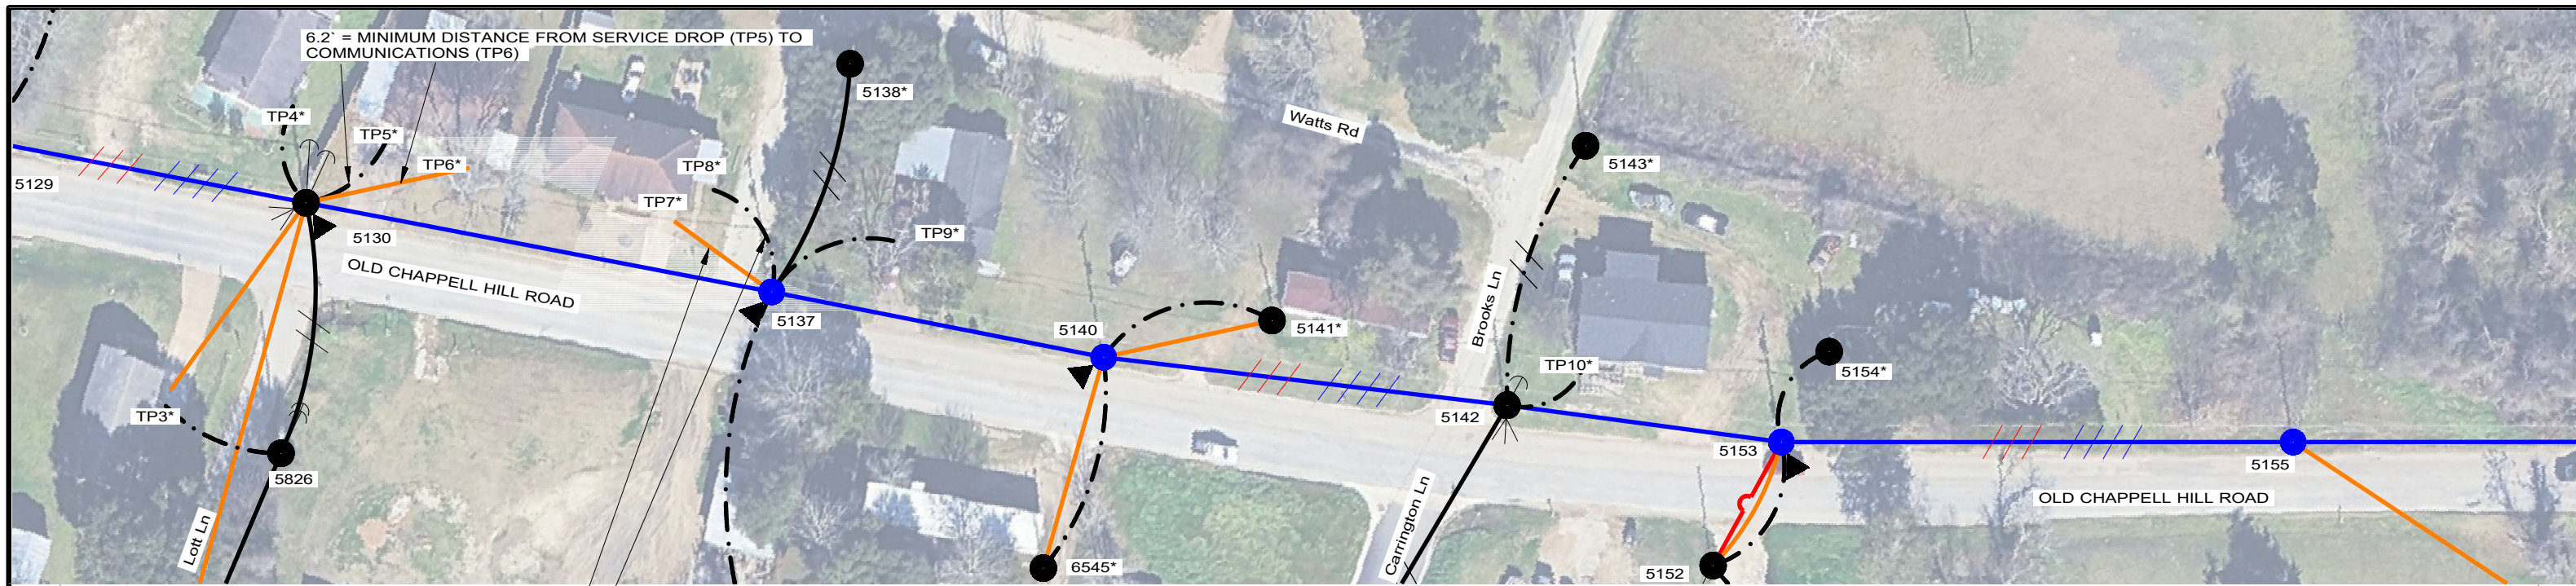 6.2` = MINIMUM DISTANCE FROM SERVICE DROP (TP5) TO
COMMUNICATIONS (TP6)
5138*
TP4*
TP5*
Watts Rd
TP6*
TP8*
5143*
5129
TP7*
TP9*
5130
OLD CHAPPELL HILL ROAD
5137
5140
5141*
Brooks Ln
TP10*
5154*
TP3*
5142
5153
5155
5826
OLD CHAPPELL HILL ROAD
Lott Ln
Carrington Ln
6545*
5152